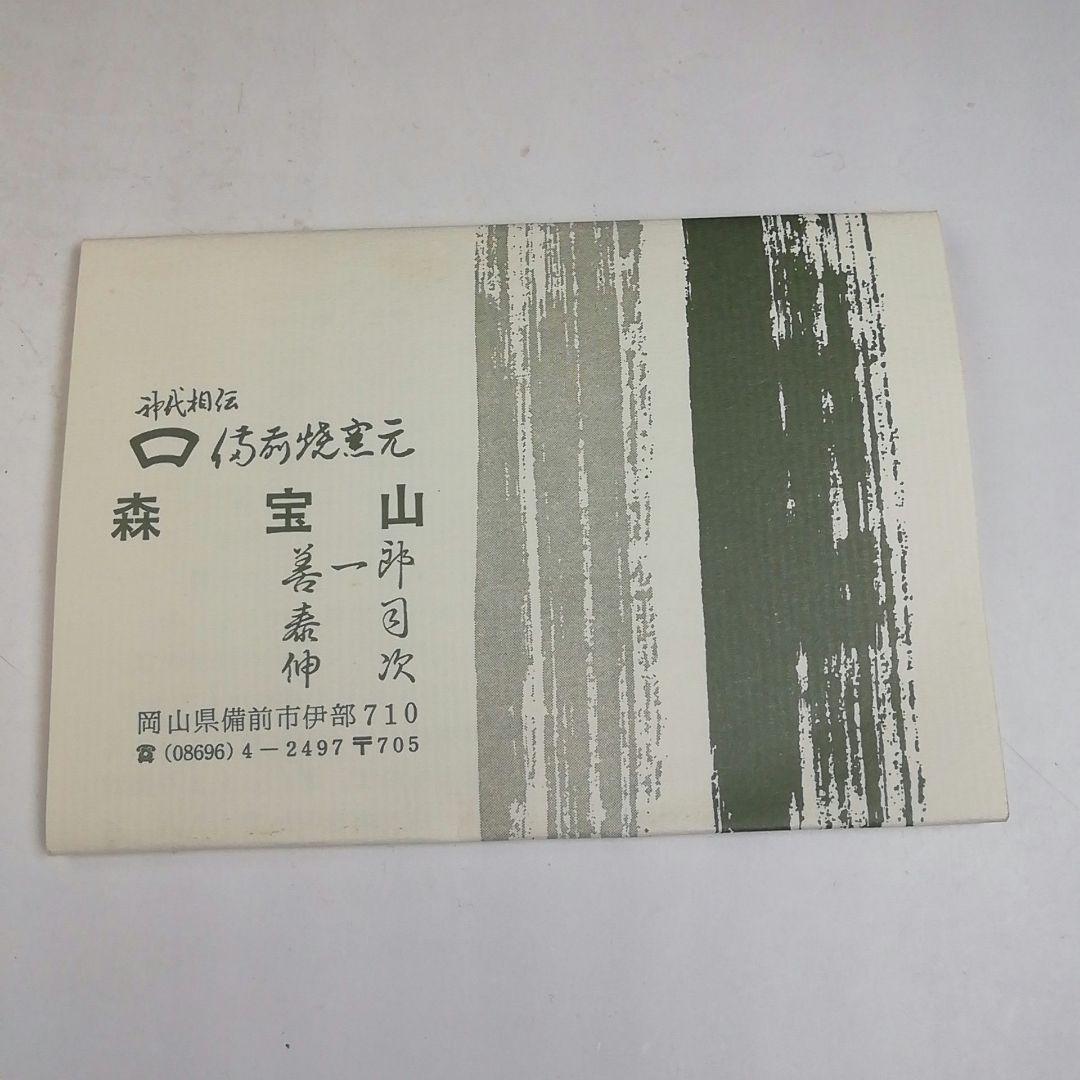 神代相伝
備前焼窯元
森 宝 山
善一郎
泰司
伸次
岡山県備前市伊部710
☎(08696)4-2497〒705